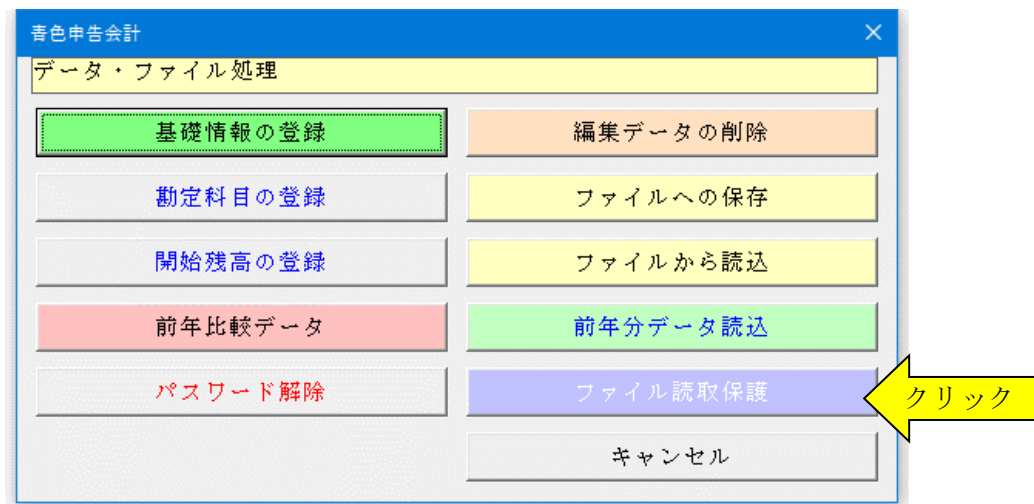 青色申告会計
データ・ファイル処理
基礎情報の登録
編集データの削除
勘定科目の登録
ファイルへの保存
開始残高の登録
ファイルから読込
前年比較データ
前年分データ読込
パスワード解除
ファイル読取保護
クリック
キャンセル